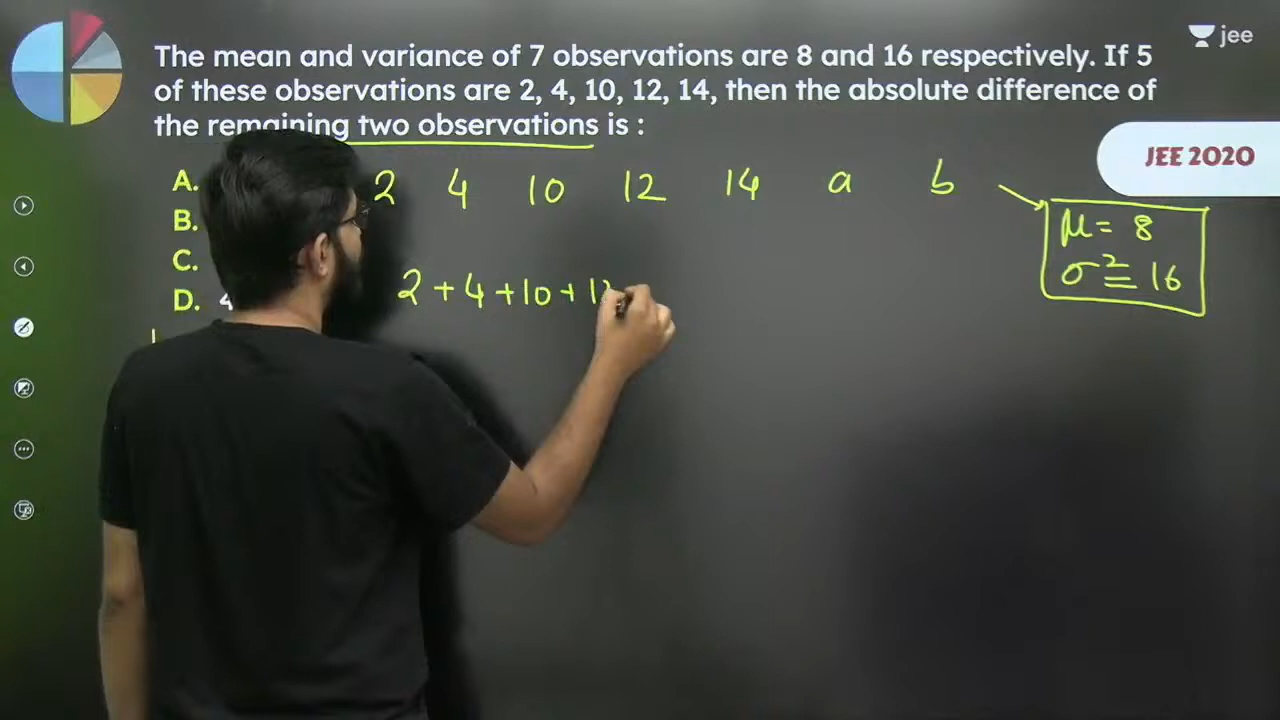 The mean and variance of 7 observations are 8 and 16 respectively. If 5
of these observations are 2, 4, 10, 12, 14, then the absolute difference of
the remaining two observations is :
jee
JEE 2020
A.
2 4 10 12 14 a b
B.
μ = 8
C.
σ² = 16
D. 4
2 + 4 + 10 + 12